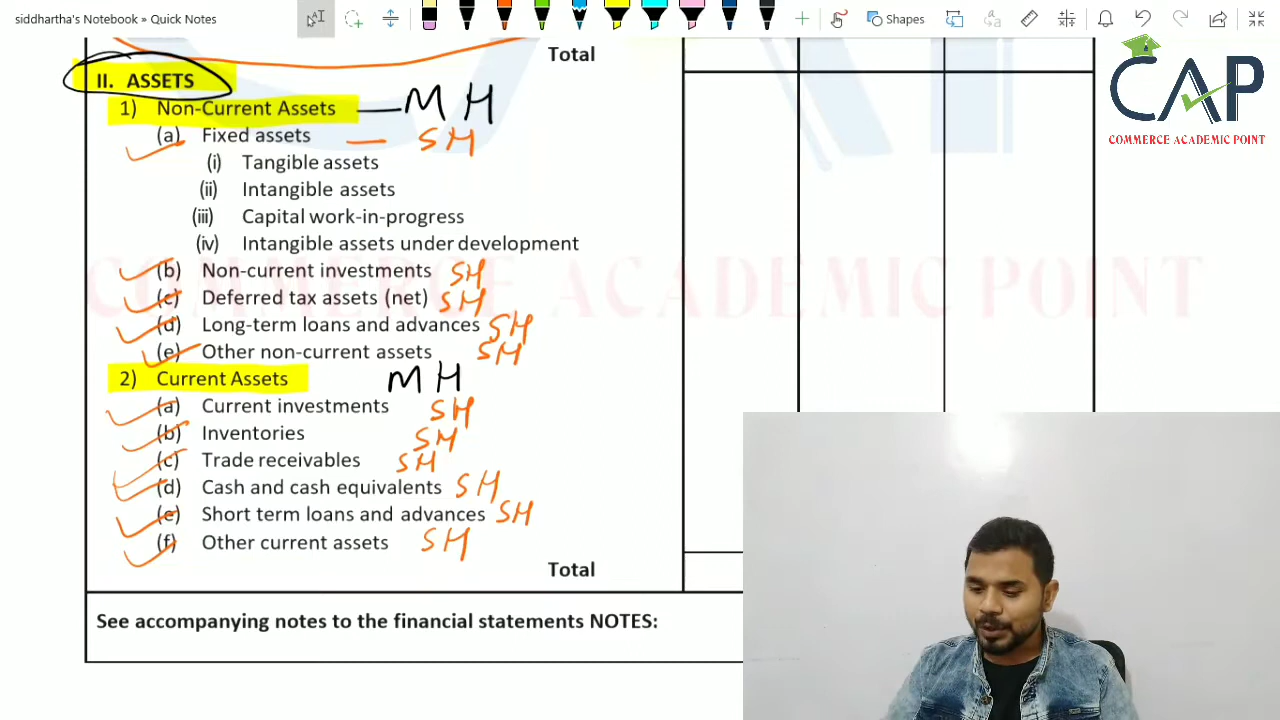 siddhartha's Notebook » Quick Notes
Shapes
Total
II. ASSETS
1) Non-Current Assets — M H
(a) Fixed assets — SH
(i) Tangible assets
(ii) Intangible assets
(iii) Capital work-in-progress
(iv) Intangible assets under development
(b) Non-current investments SH
(c) Deferred tax assets (net) SH
(d) Long-term loans and advances SH
(e) Other non-current assets SH
2) Current Assets M H
(a) Current investments SH
(b) Inventories SH
(c) Trade receivables SH
(d) Cash and cash equivalents SH
(e) Short term loans and advances SH
(f) Other current assets SH
Total
See accompanying notes to the financial statements NOTES:
CAP
COMMERCE ACADEMIC POINT
COMMERCE ACADEMIC POINT